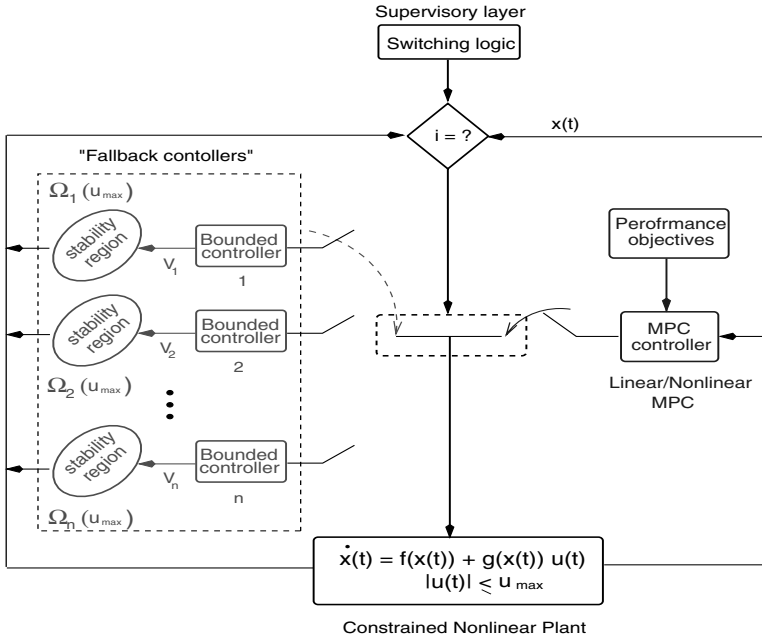 Supervisory layer
Switching logic
i = ?
x(t)
"Fallback contollers"
Ω1 (umax)
stability
region
V1
Bounded
controller
1
stability
region
V2
Bounded
controller
2
Ω2 (umax)
stability
region
Vn
Bounded
controller
n
Ωn (umax)
Perofrmance
objectives
MPC
controller
Linear/Nonlinear
MPC
ẋ(t) = f(x(t)) + g(x(t)) u(t)
|u(t)| ≤ umax
Constrained Nonlinear Plant